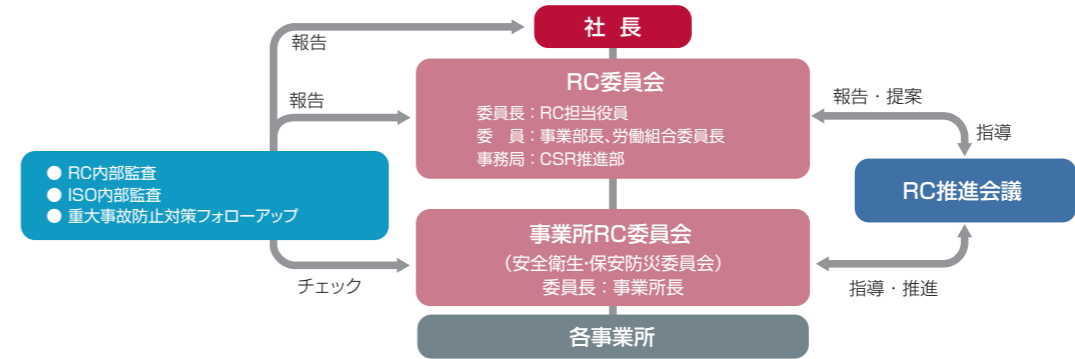 社 長
報告
RC委員会
委員長：RC担当役員
委　員：事業部長、労働組合委員長
事務局：CSR推進部
報告
報告・提案
指導
● RC内部監査
● ISO内部監査
● 重大事故防止対策フォローアップ
RC推進会議
事業所RC委員会
（安全衛生・保安防災委員会）
委員長：事業所長
チェック
指導・推進
各事業所